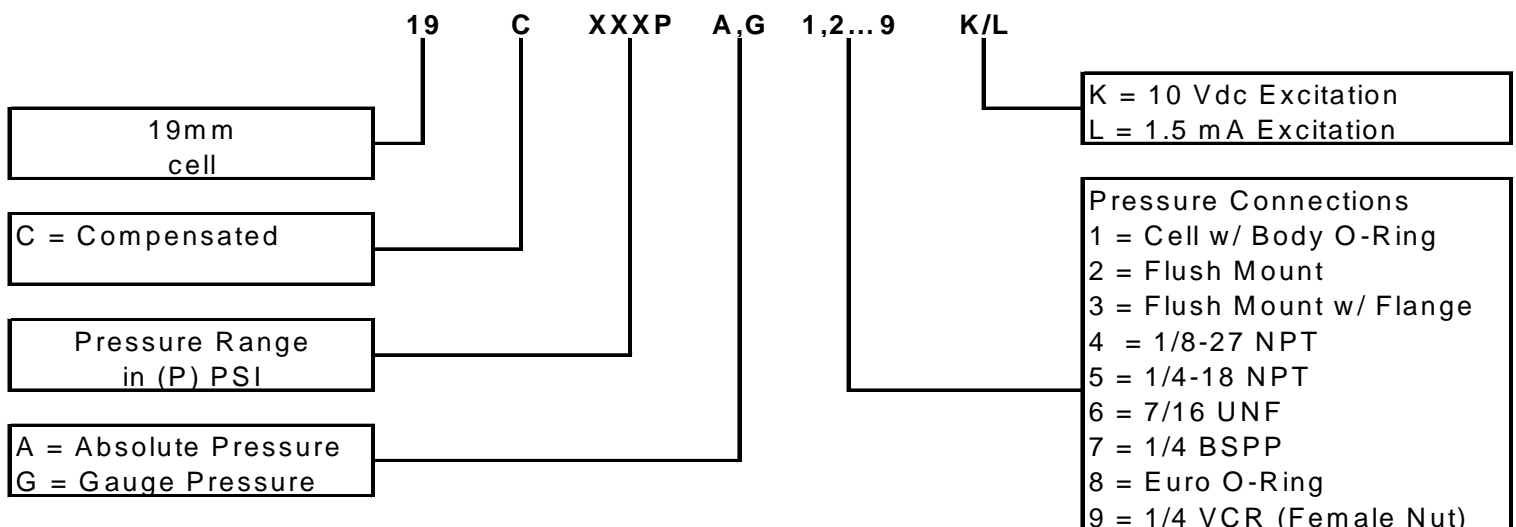 19 C XXXP A,G 1,2...9 K/L
19mm
cell
C = Compensated
Pressure Range
in (P) PSI
A = Absolute Pressure
G = Gauge Pressure
K = 10 Vdc Excitation
L = 1.5 mA Excitation
Pressure Connections
1 = Cell w/ Body O-Ring
2 = Flush Mount
3 = Flush Mount w/ Flange
4 = 1/8-27 NPT
5 = 1/4-18 NPT
6 = 7/16 UNF
7 = 1/4 BSPP
8 = Euro O-Ring
9 = 1/4 VCR (Female Nut)